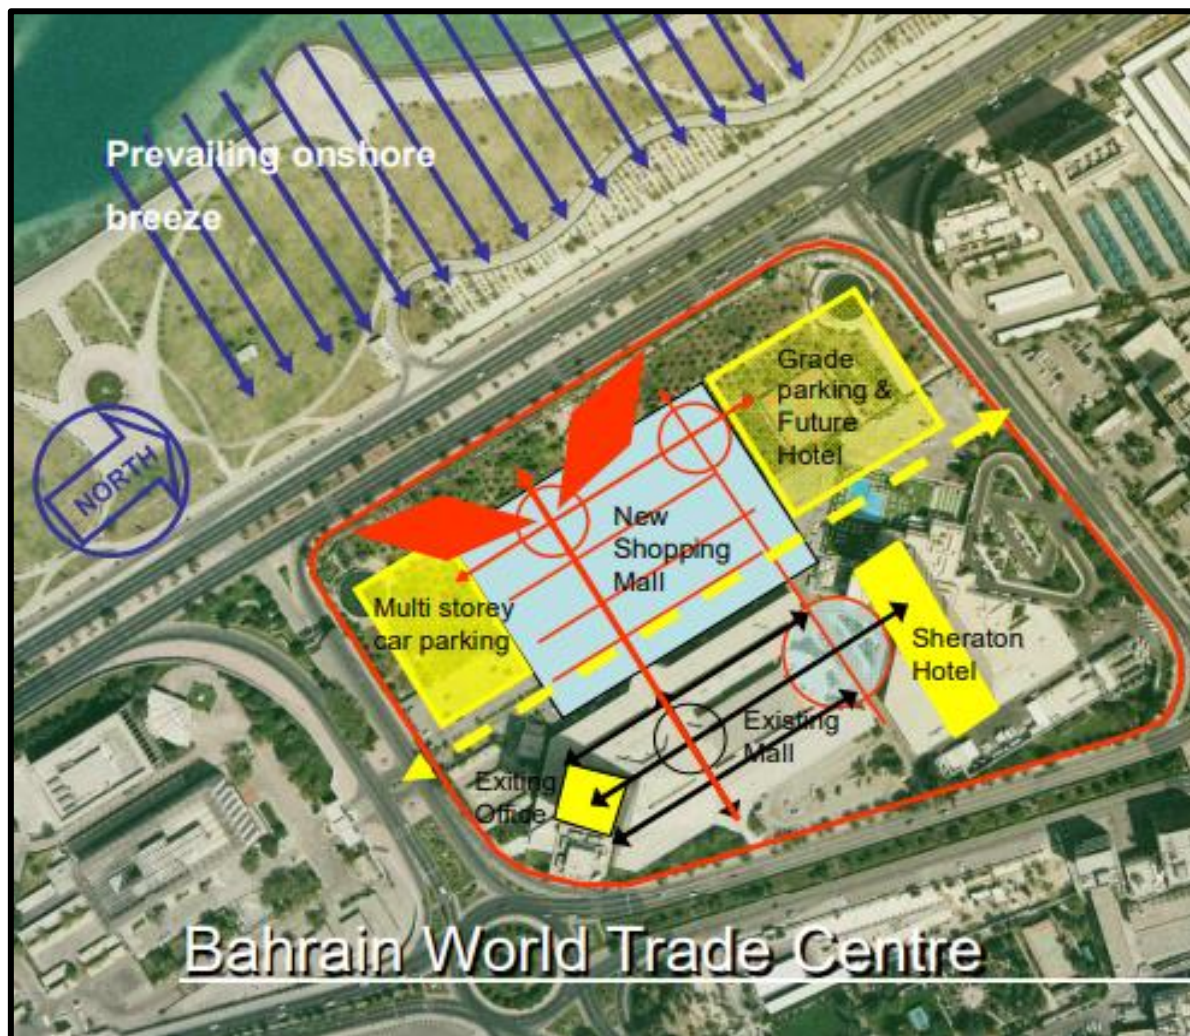 Prevailing onshore
breeze
NORTH
Grade
parking &
Future
Hotel
New
Shopping
Mall
Multi storey
car parking
Sheraton
Hotel
Existing
Mall
Exiting
Office
Bahrain World Trade Centre